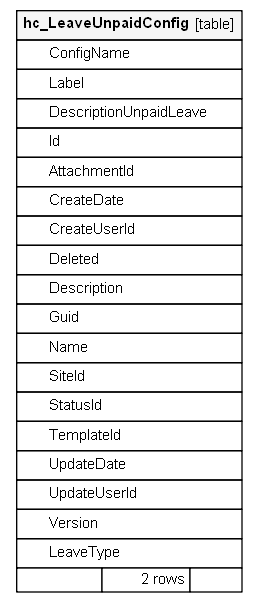 hc_LeaveUnpaidConfig [table]
ConfigName
Label
DescriptionUnpaidLeave
Id
AttachmentId
CreateDate
CreateUserId
Deleted
Description
Guid
Name
SiteId
StatusId
TemplateId
UpdateDate
UpdateUserId
Version
LeaveType
2 rows